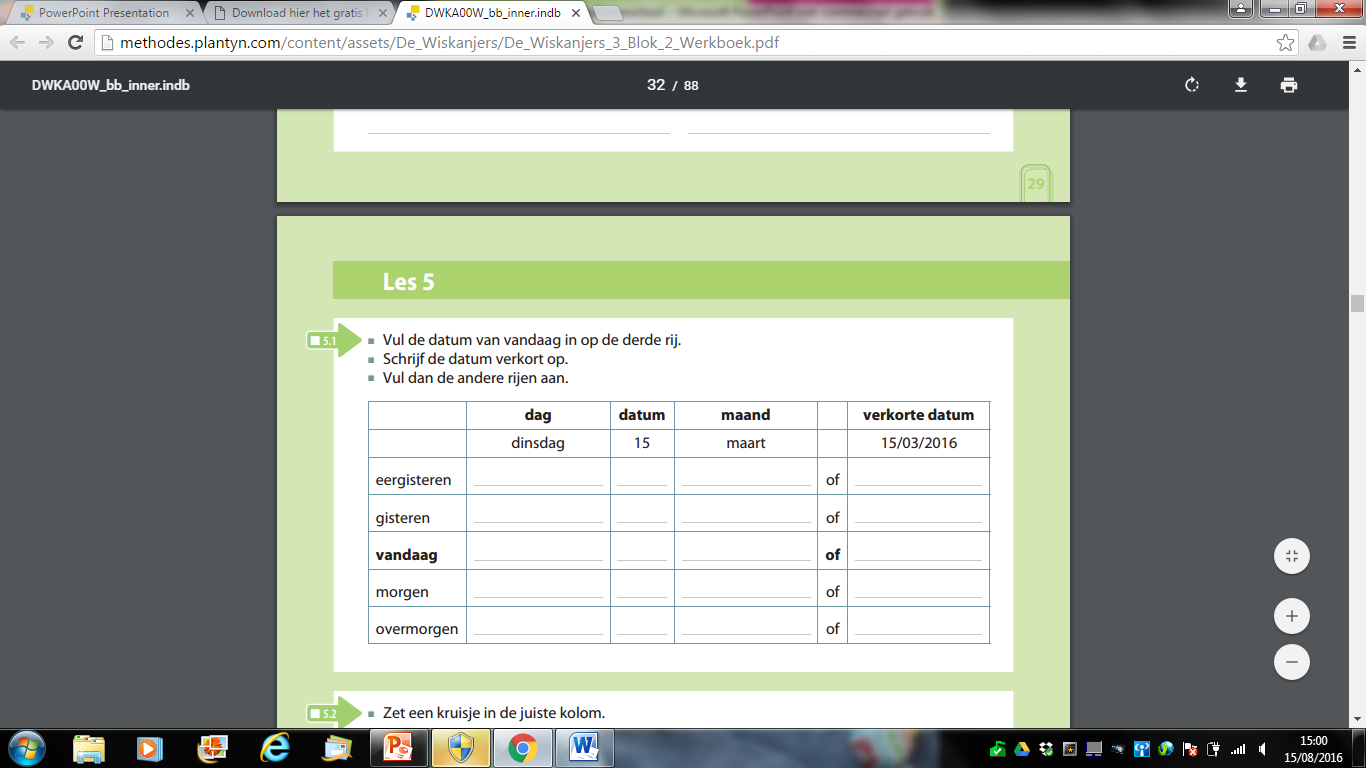 PowerPoint Presentation
Download hier het gratis
DWKA00W_bb_inner.indb
methodes.plantyn.com/content/assets/De_Wiskanjers/De_Wiskanjers_3_Blok_2_Werkboek.pdf
DWKA00W_bb_inner.indb 32 / 88
29
Les 5
5.1 Vul de datum van vandaag in op de derde rij.
Schrijf de datum verkort op.
Vul dan de andere rijen aan.
dag datum maand verkorte datum
dinsdag 15 maart 15/03/2016
eergisteren of
gisteren of
vandaag of
morgen of
overmorgen of
5.2 Zet een kruisje in de juiste kolom.
15:00
15/08/2016